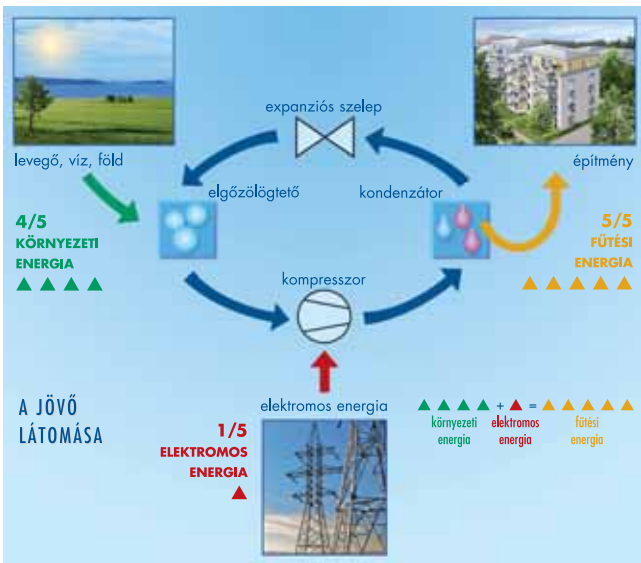 expanziós szelep
levegő, víz, föld
elgőzölögtető
kondenzátor
építmény
4/5
KÖRNYEZETI
ENERGIA
5/5
FŰTÉSI
ENERGIA
kompresszor
A JÖVŐ
LÁTOMÁSA
elektromos energia
1/5
ELEKTROMOS
ENERGIA
+ =
környezeti
energia
elektromos
energia
fűtési
energia